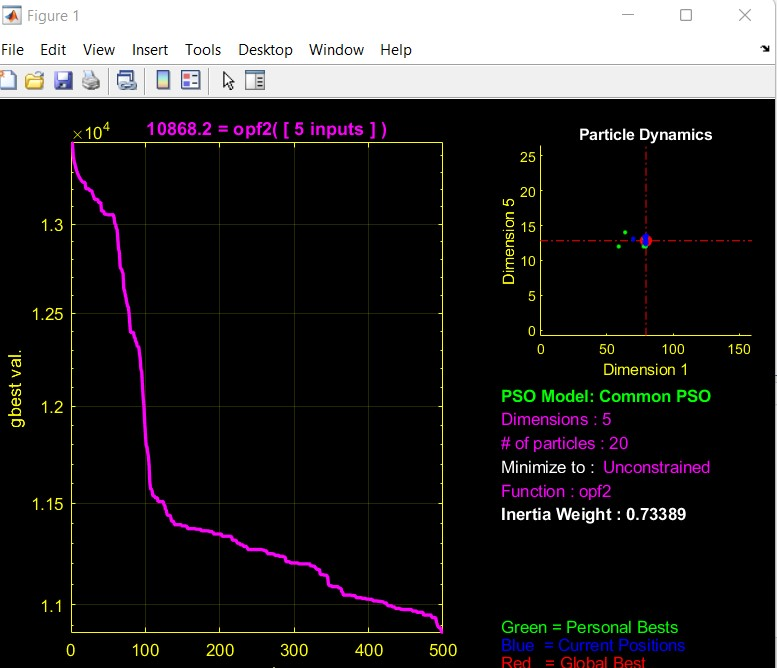 Figure 1
File Edit View Insert Tools Desktop Window Help
×10⁴
10868.2 = opf2( [ 5 inputs ] )
1.3
1.25
1.2
1.15
1.1
gbest val.
0 100 200 300 400 500
Particle Dynamics
25
20
15
10
5
0
Dimension 5
0 50 100 150
Dimension 1
PSO Model: Common PSO
Dimensions : 5
# of particles : 20
Minimize to : Unconstrained
Function : opf2
Inertia Weight : 0.73389
Green = Personal Bests
Blue = Current Positions
Red = Global Best